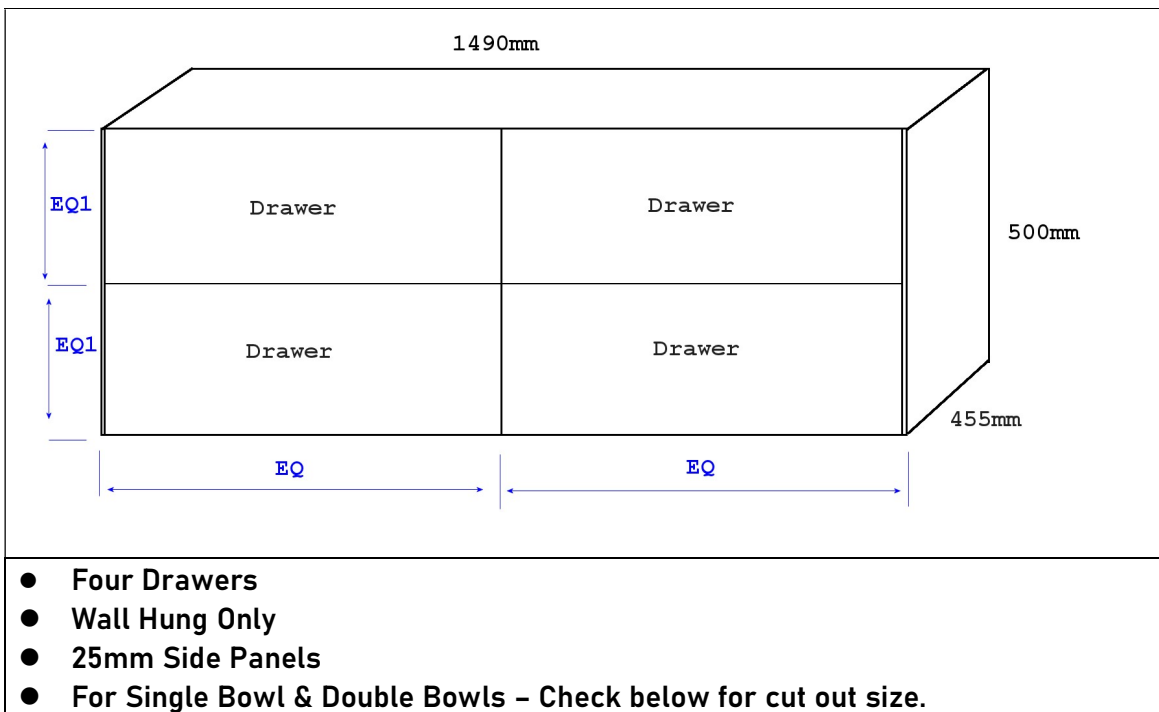 1490mm
EQ1
Drawer
Drawer
500mm
EQ1
Drawer
Drawer
455mm
EQ
EQ
● Four Drawers
● Wall Hung Only
● 25mm Side Panels
● For Single Bowl & Double Bowls – Check below for cut out size.